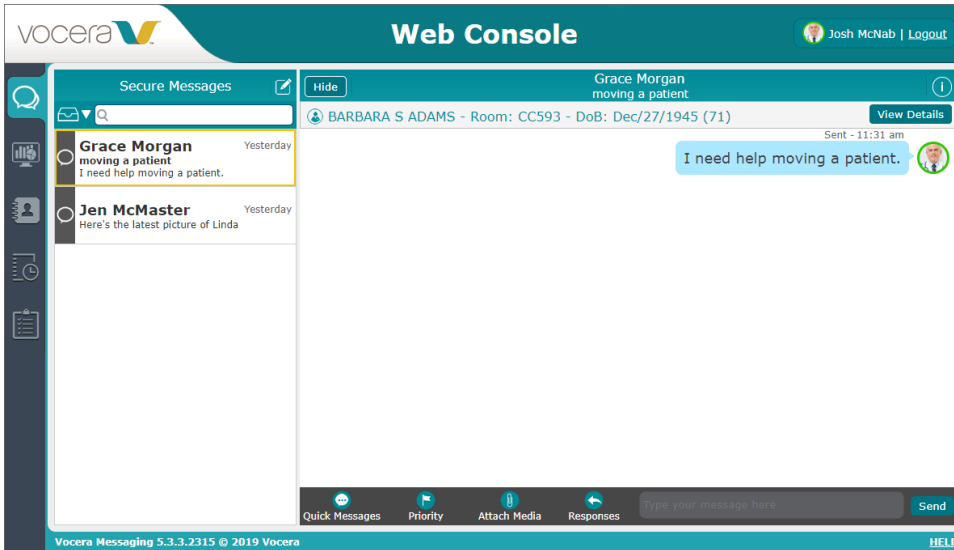 vocera
Web Console
Josh McNab | Logout
Secure Messages
Hide
Grace Morgan
moving a patient
BARBARA S ADAMS - Room: CC593 - DoB: Dec/27/1945 (71)
View Details
Grace Morgan
Yesterday
moving a patient
I need help moving a patient.
Jen McMaster
Yesterday
Here's the latest picture of Linda
Sent - 11:31 am
I need help moving a patient.
Quick Messages
Priority
Attach Media
Responses
Type your message here
Send
Vocera Messaging 5.3.3.2315 © 2019 Vocera
HELP